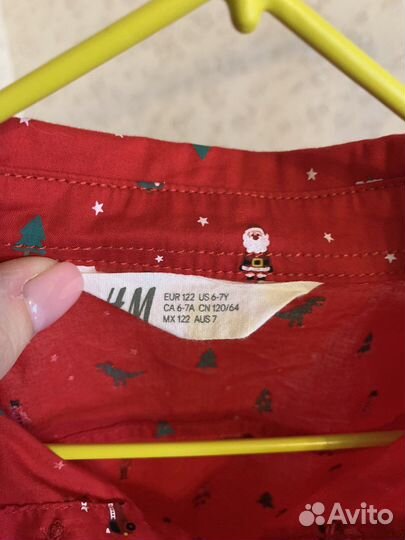 H&M
EUR 122 US 6-7Y
CA 6-7A CN 120/64
MX 122 AUS 7
Avito